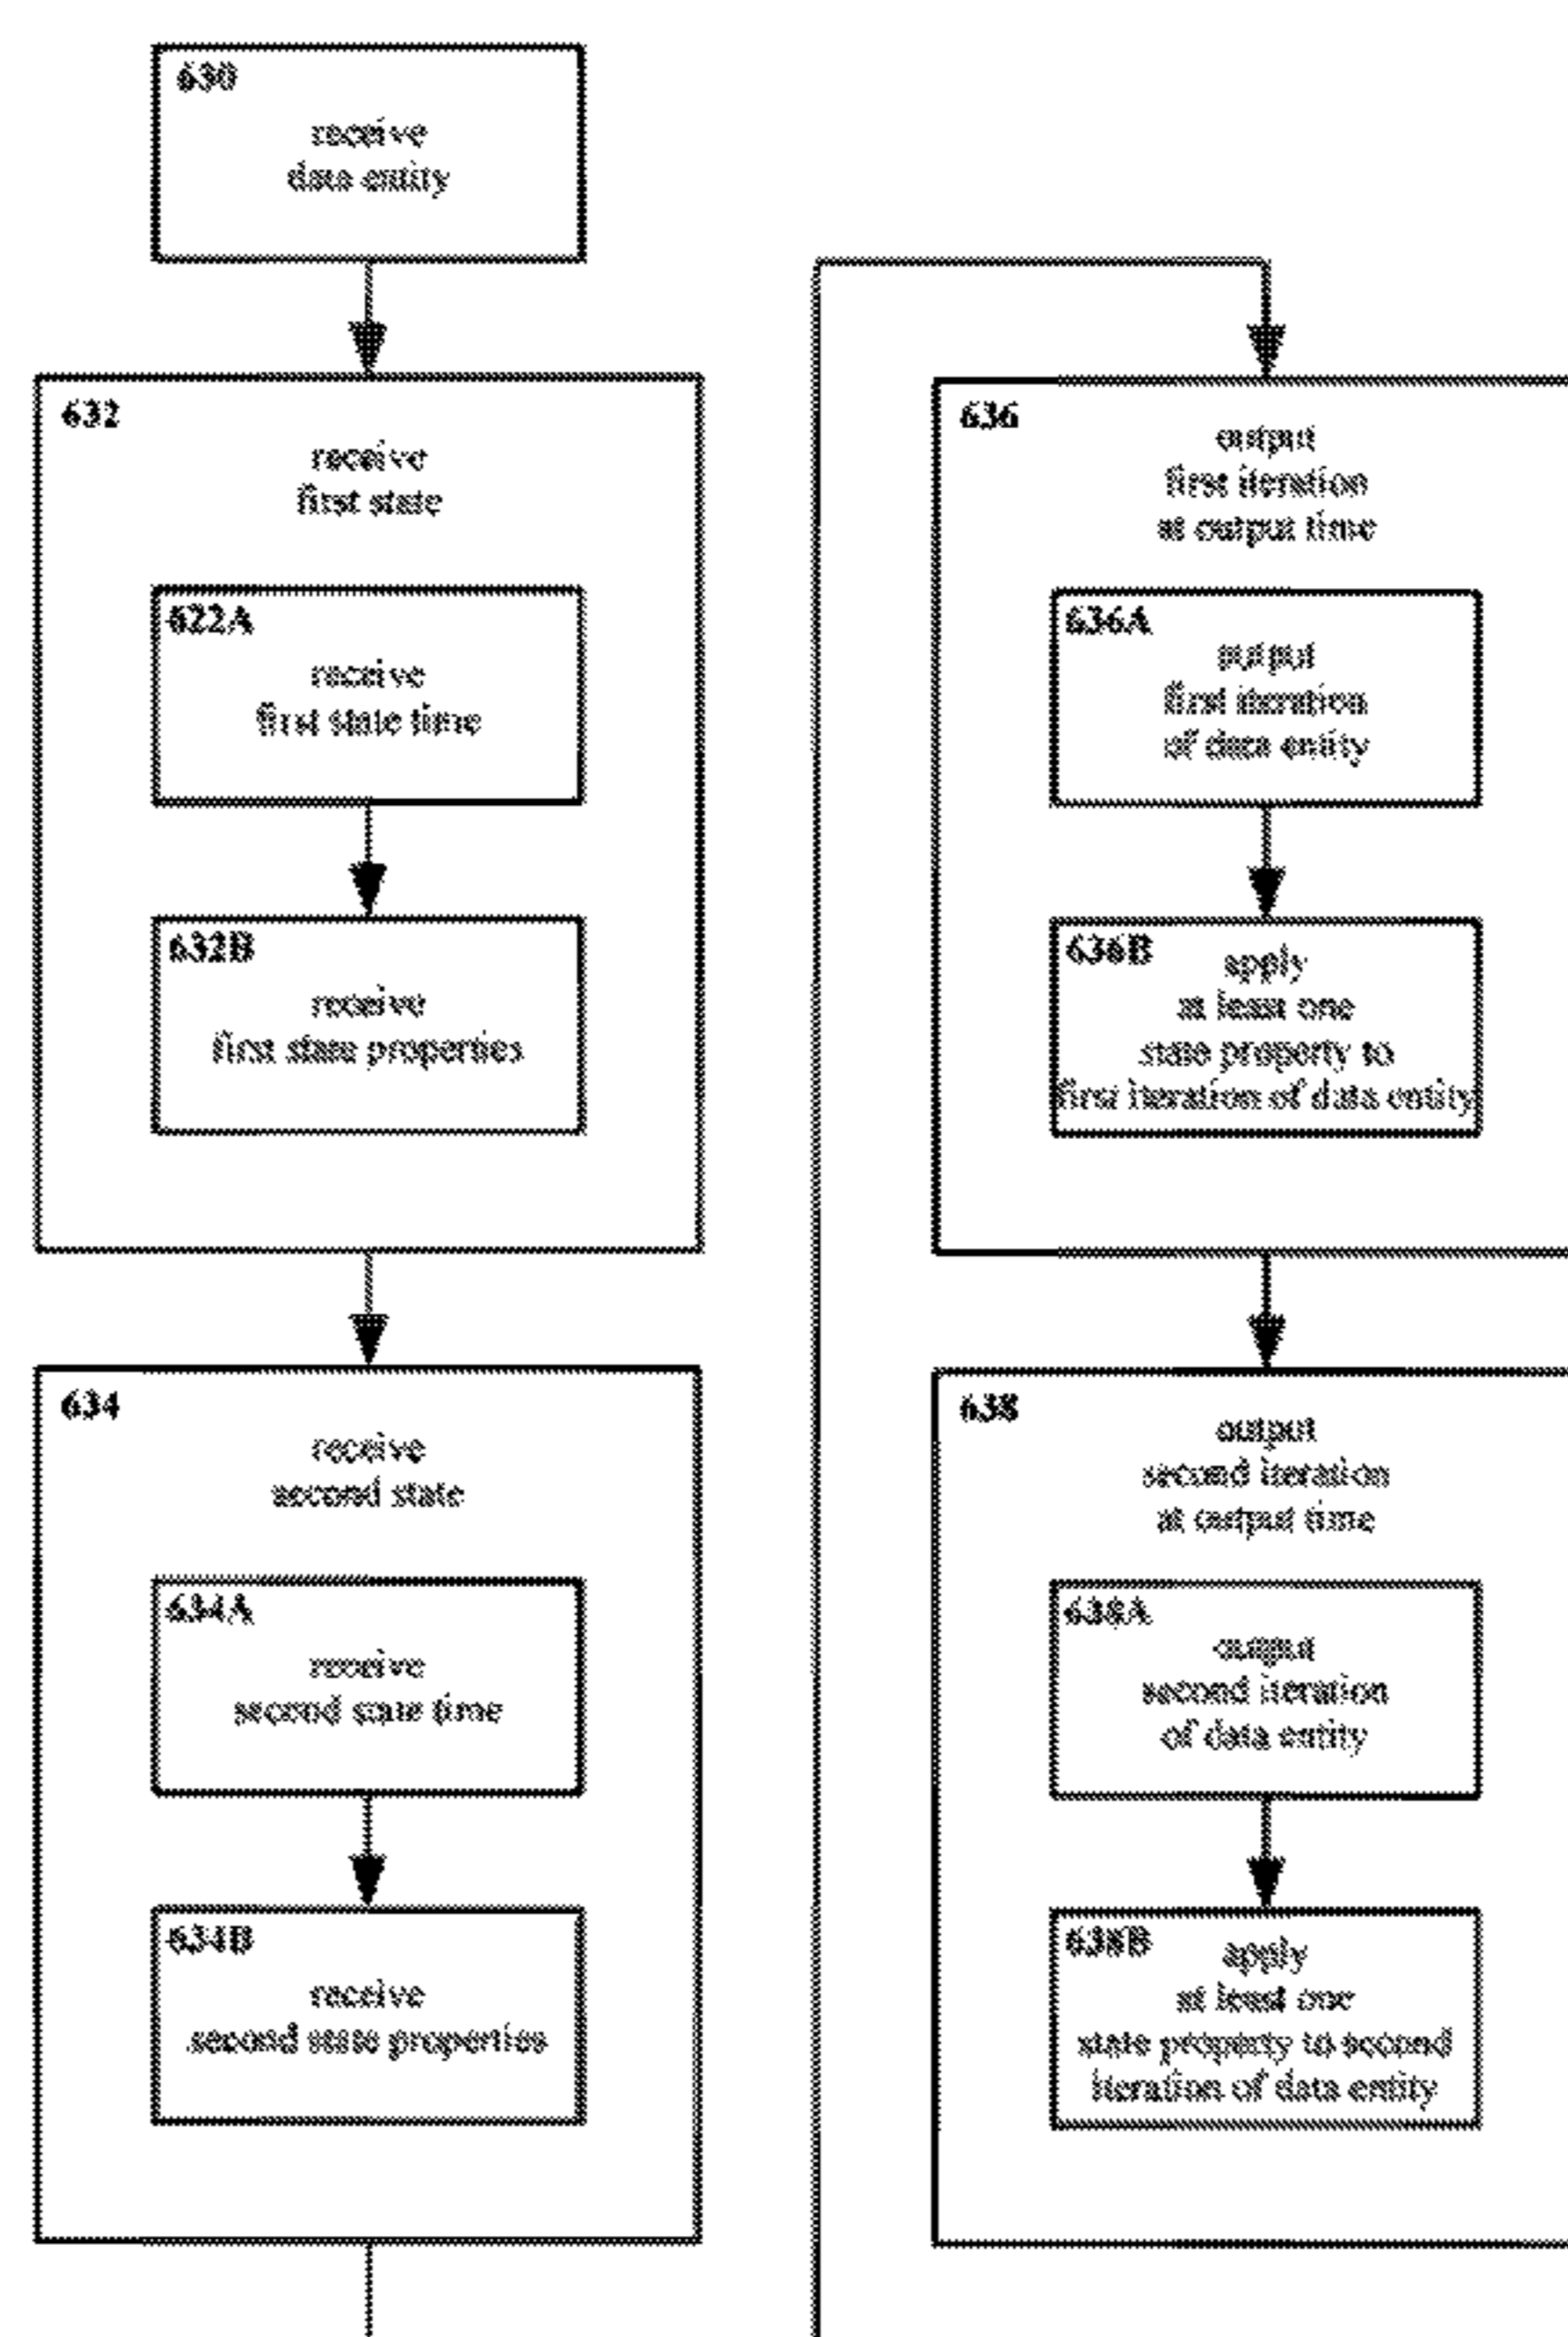 630
receive
data entity
632
receive
first state
622A
receive
first state time
632B
receive
first state properties
634
receive
second state
634A
receive
second state time
634B
receive
second state properties
636
output
first iteration
at output time
636A
output
first iteration
of data entity
636B
apply
at least one
state property to
first iteration of data entity
638
output
second iteration
at output time
638A
output
second iteration
of data entity
638B
apply
at least one
state property to second
iteration of data entity